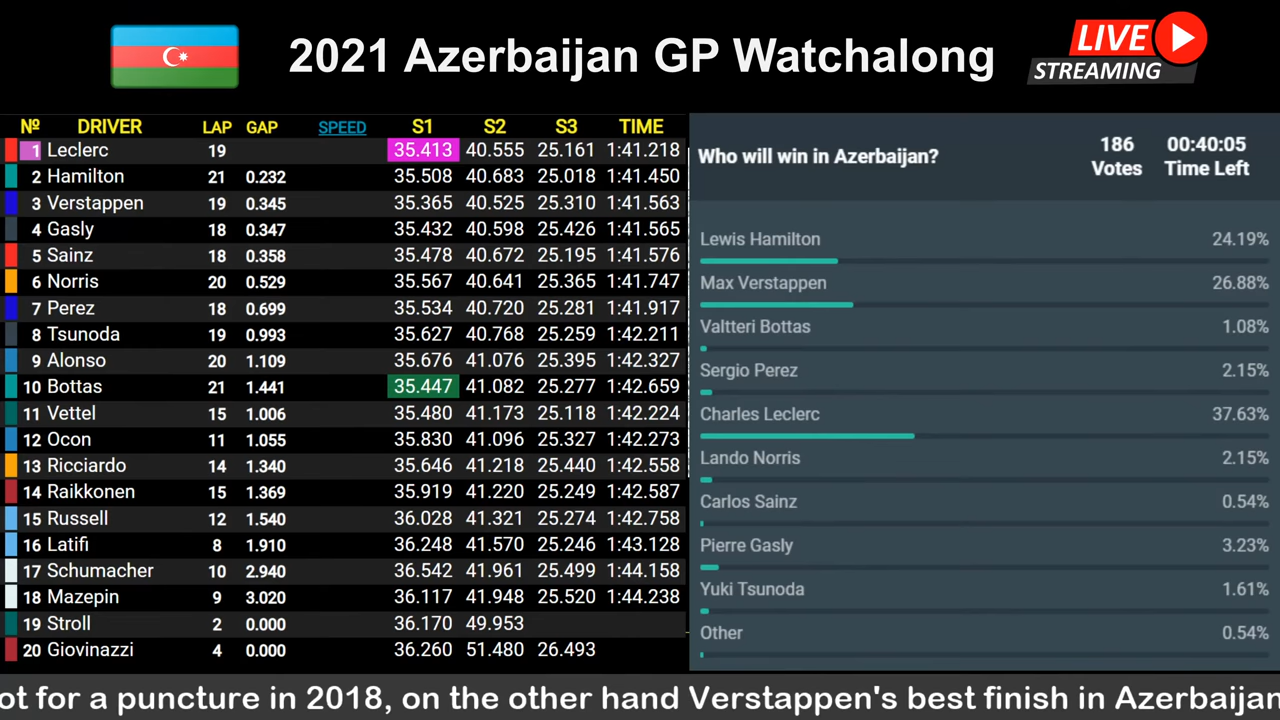 2021 Azerbaijan GP Watchalong
LIVE
STREAMING
Nº DRIVER LAP GAP SPEED S1 S2 S3 TIME
1 Leclerc 19 35.413 40.555 25.161 1:41.218
2 Hamilton 21 0.232 35.508 40.683 25.018 1:41.450
3 Verstappen 19 0.345 35.365 40.525 25.310 1:41.563
4 Gasly 18 0.347 35.432 40.598 25.426 1:41.565
5 Sainz 18 0.358 35.478 40.672 25.195 1:41.576
6 Norris 20 0.529 35.567 40.641 25.365 1:41.747
7 Perez 18 0.699 35.534 40.720 25.281 1:41.917
8 Tsunoda 19 0.993 35.627 40.768 25.259 1:42.211
9 Alonso 20 1.109 35.676 41.076 25.395 1:42.327
10 Bottas 21 1.441 35.447 41.082 25.277 1:42.659
11 Vettel 15 1.006 35.480 41.173 25.118 1:42.224
12 Ocon 11 1.055 35.830 41.096 25.327 1:42.273
13 Ricciardo 14 1.340 35.646 41.218 25.440 1:42.558
14 Raikkonen 15 1.369 35.919 41.220 25.249 1:42.587
15 Russell 12 1.540 36.028 41.321 25.274 1:42.758
16 Latifi 8 1.910 36.248 41.570 25.246 1:43.128
17 Schumacher 10 2.940 36.542 41.961 25.499 1:44.158
18 Mazepin 9 3.020 36.117 41.948 25.520 1:44.238
19 Stroll 2 0.000 36.170 49.953
20 Giovinazzi 4 0.000 36.260 51.480 26.493
Who will win in Azerbaijan?
186 00:40:05
Votes Time Left
Lewis Hamilton 24.19%
Max Verstappen 26.88%
Valtteri Bottas 1.08%
Sergio Perez 2.15%
Charles Leclerc 37.63%
Lando Norris 2.15%
Carlos Sainz 0.54%
Pierre Gasly 3.23%
Yuki Tsunoda 1.61%
Other 0.54%
ot for a puncture in 2018, on the other hand Verstappen's best finish in Azerbaijan